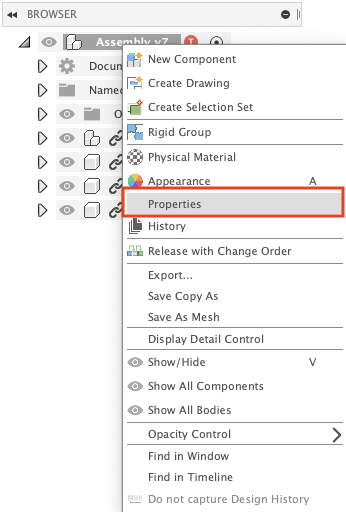 BROWSER
Assembly v7 T
New Component
Docum
Create Drawing
Named
Create Selection Set
O
Rigid Group
Physical Material
Appearance A
Properties
History
Release with Change Order
Export...
Save Copy As
Save As Mesh
Display Detail Control
Show/Hide V
Show All Components
Show All Bodies
Opacity Control
Find in Window
Find in Timeline
Do not capture Design History